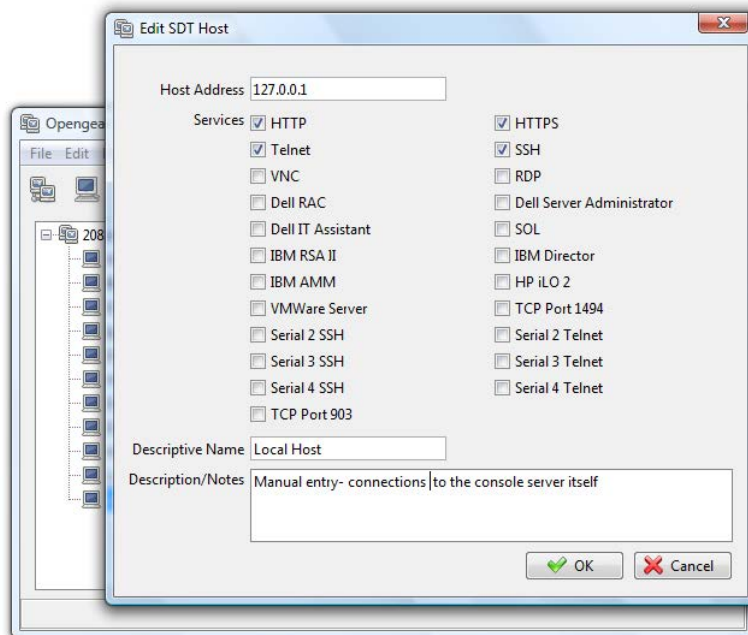 Edit SDT Host
Host Address 127.0.0.1
Services HTTP HTTPS
Telnet SSH
VNC RDP
Dell RAC Dell Server Administrator
Dell IT Assistant SOL
IBM RSA II IBM Director
IBM AMM HP iLO 2
VMWare Server TCP Port 1494
Serial 2 SSH Serial 2 Telnet
Serial 3 SSH Serial 3 Telnet
Serial 4 SSH Serial 4 Telnet
TCP Port 903
Descriptive Name Local Host
Description/Notes Manual entry- connections to the console server itself
OK Cancel
Opengea
File Edit
208